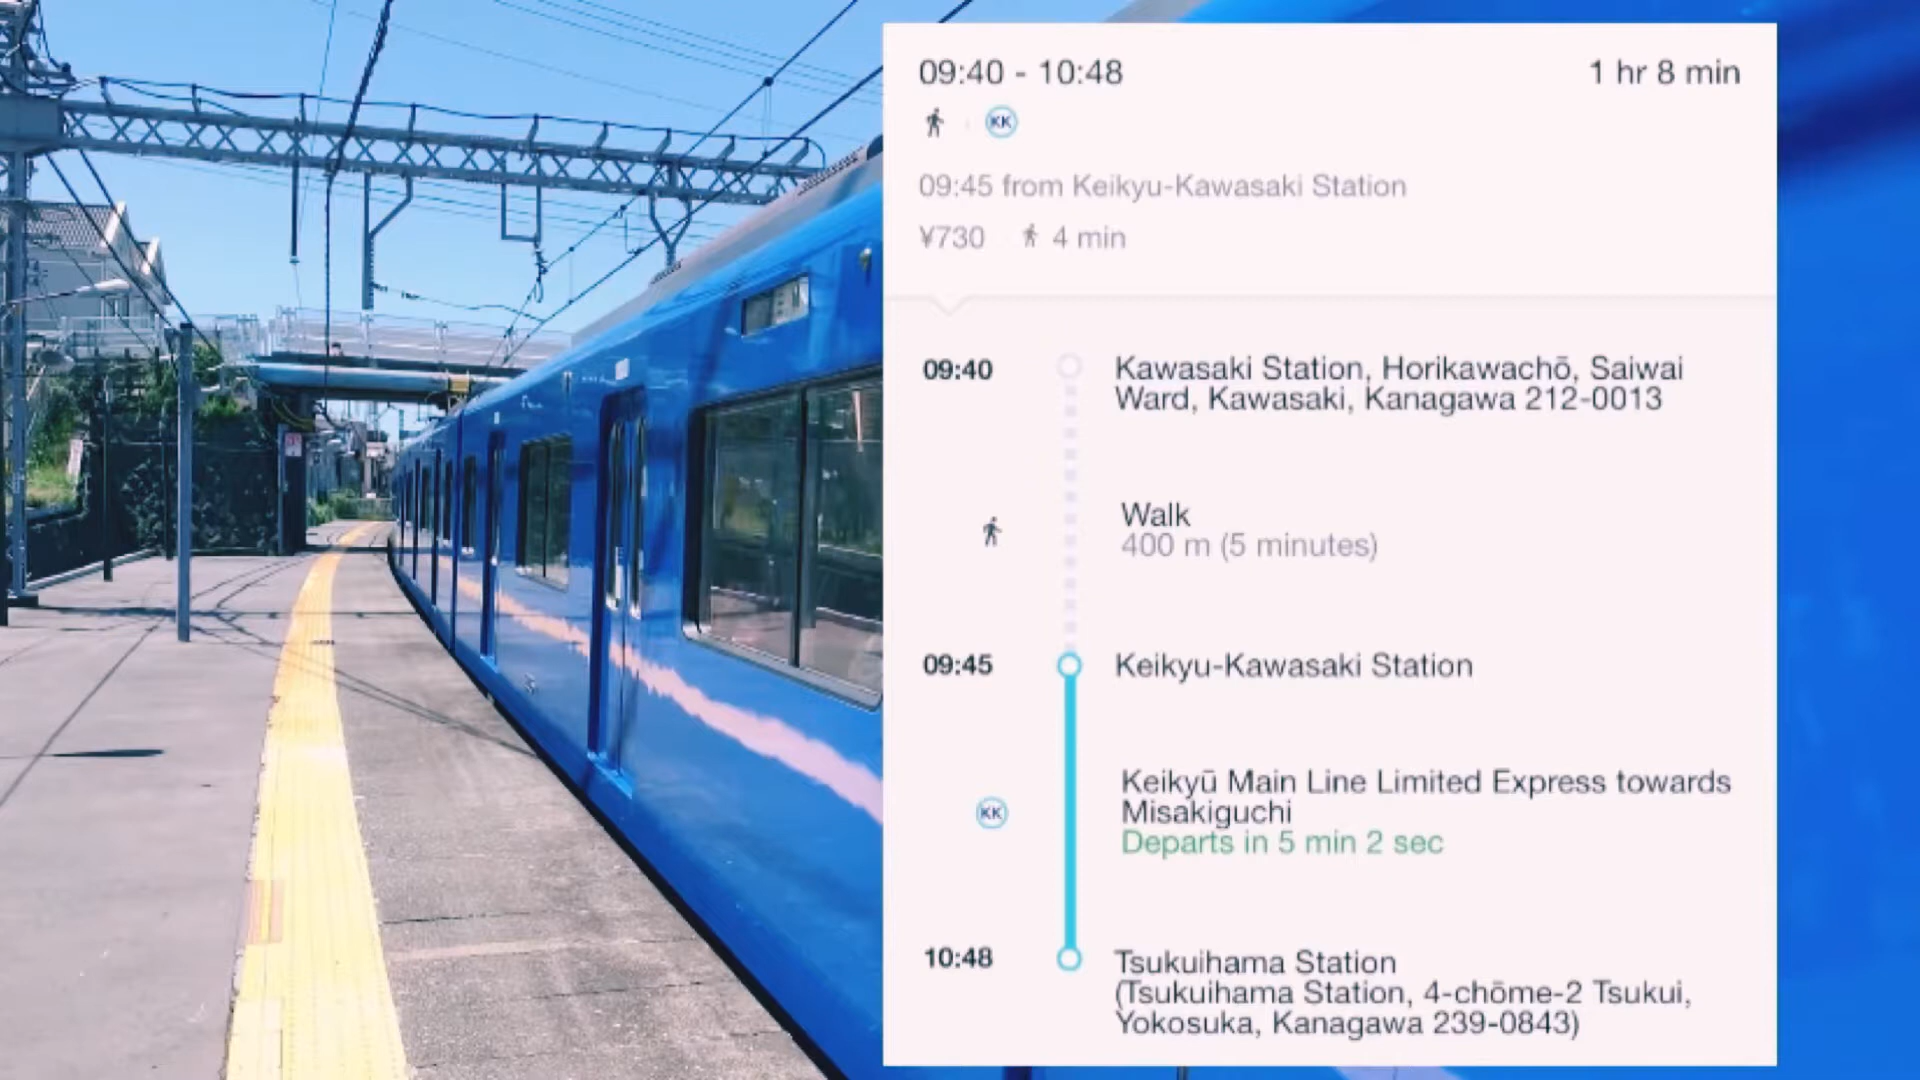 09:40 - 10:48
1 hr 8 min
KK
09:45 from Keikyu-Kawasaki Station
¥730 4 min
09:40
Kawasaki Station, Horikawachō, Saiwai
Ward, Kawasaki, Kanagawa 212-0013
Walk
400 m (5 minutes)
09:45
Keikyu-Kawasaki Station
KK
Keikyū Main Line Limited Express towards
Misakiguchi
Departs in 5 min 2 sec
10:48
Tsukuihama Station
(Tsukuihama Station, 4-chōme-2 Tsukui,
Yokosuka, Kanagawa 239-0843)